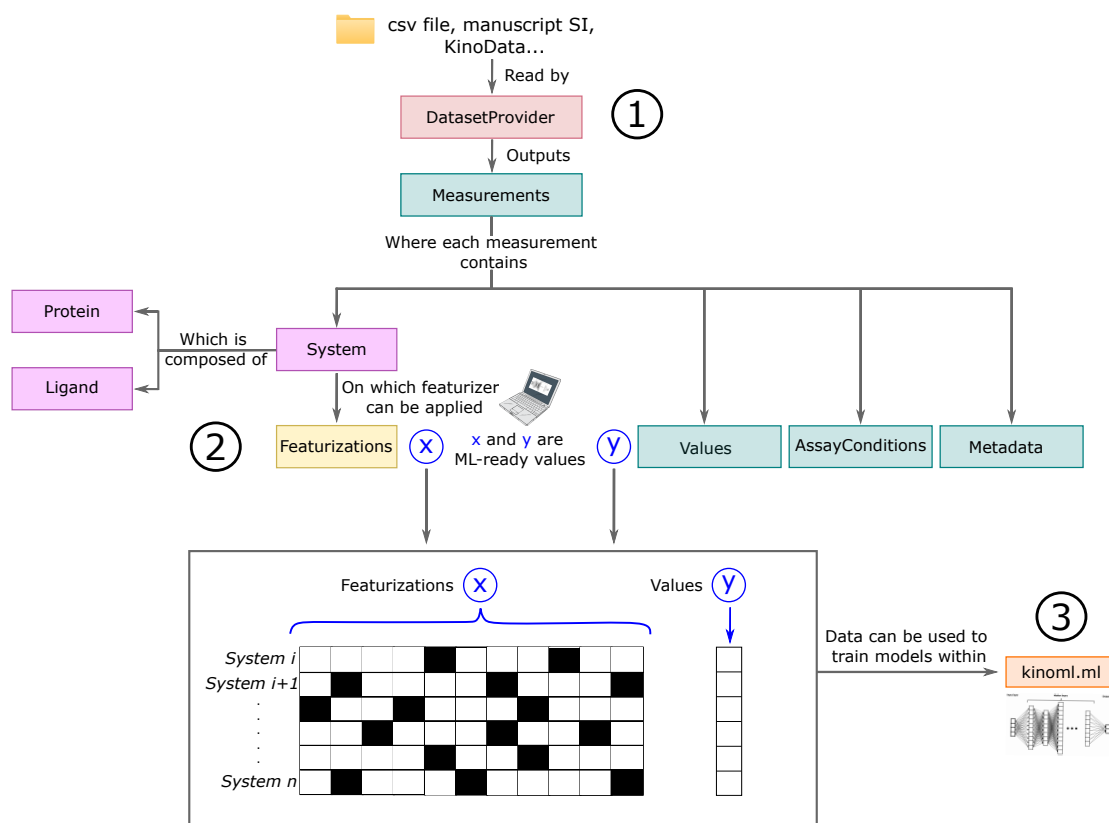 csv file, manuscript SI,
KinoData...
Read by
DatasetProvider
1
Outputs
Measurements
Where each measurement
contains
Protein
Which is
composed of
System
Ligand
On which featurizer
can be applied
2
Featurizations
x
x and y are
ML-ready values
y
Values
AssayConditions
Metadata
Featurizations x
Values y
System i
System i+1
.
.
.
.
System n
Data can be used to
train models within
3
kinoml.ml